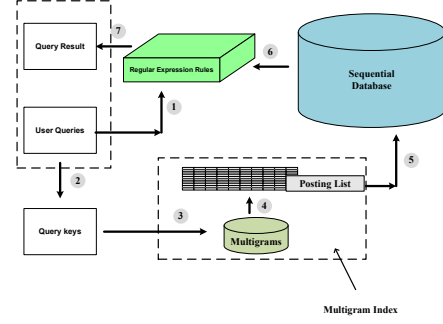 7
Query Result
Regular Expression Rules
6
Sequential
Database
1
User Queries
2
5
Posting List
Query keys
3
4
Multigrams
Multigram Index